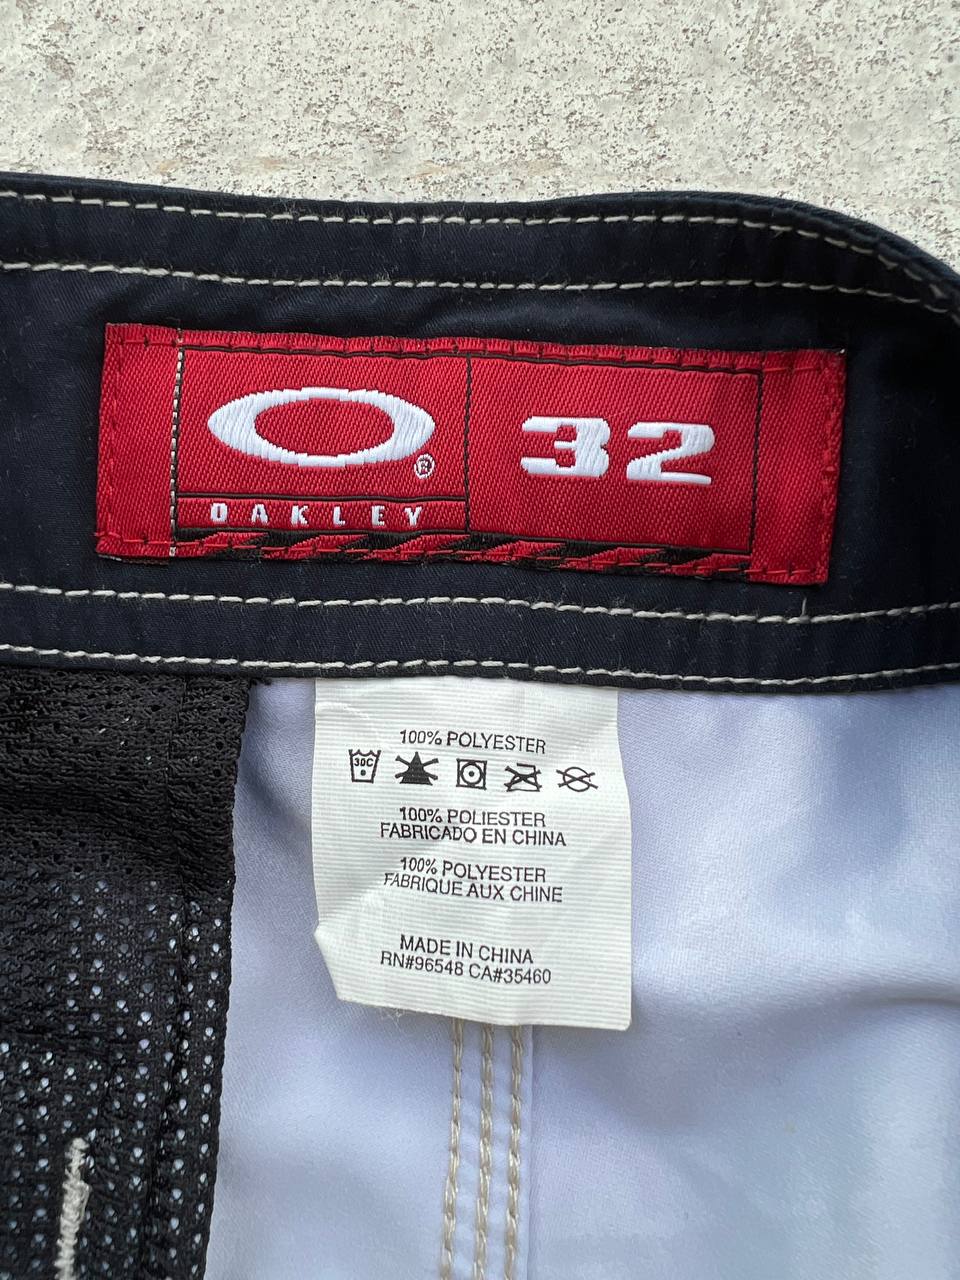 ® 32
OAKLEY
100% POLYESTER
30C
100% POLIESTER
FABRICADO EN CHINA
100% POLYESTER
FABRIQUE AUX CHINE
MADE IN CHINA
RN#96548 CA#35460